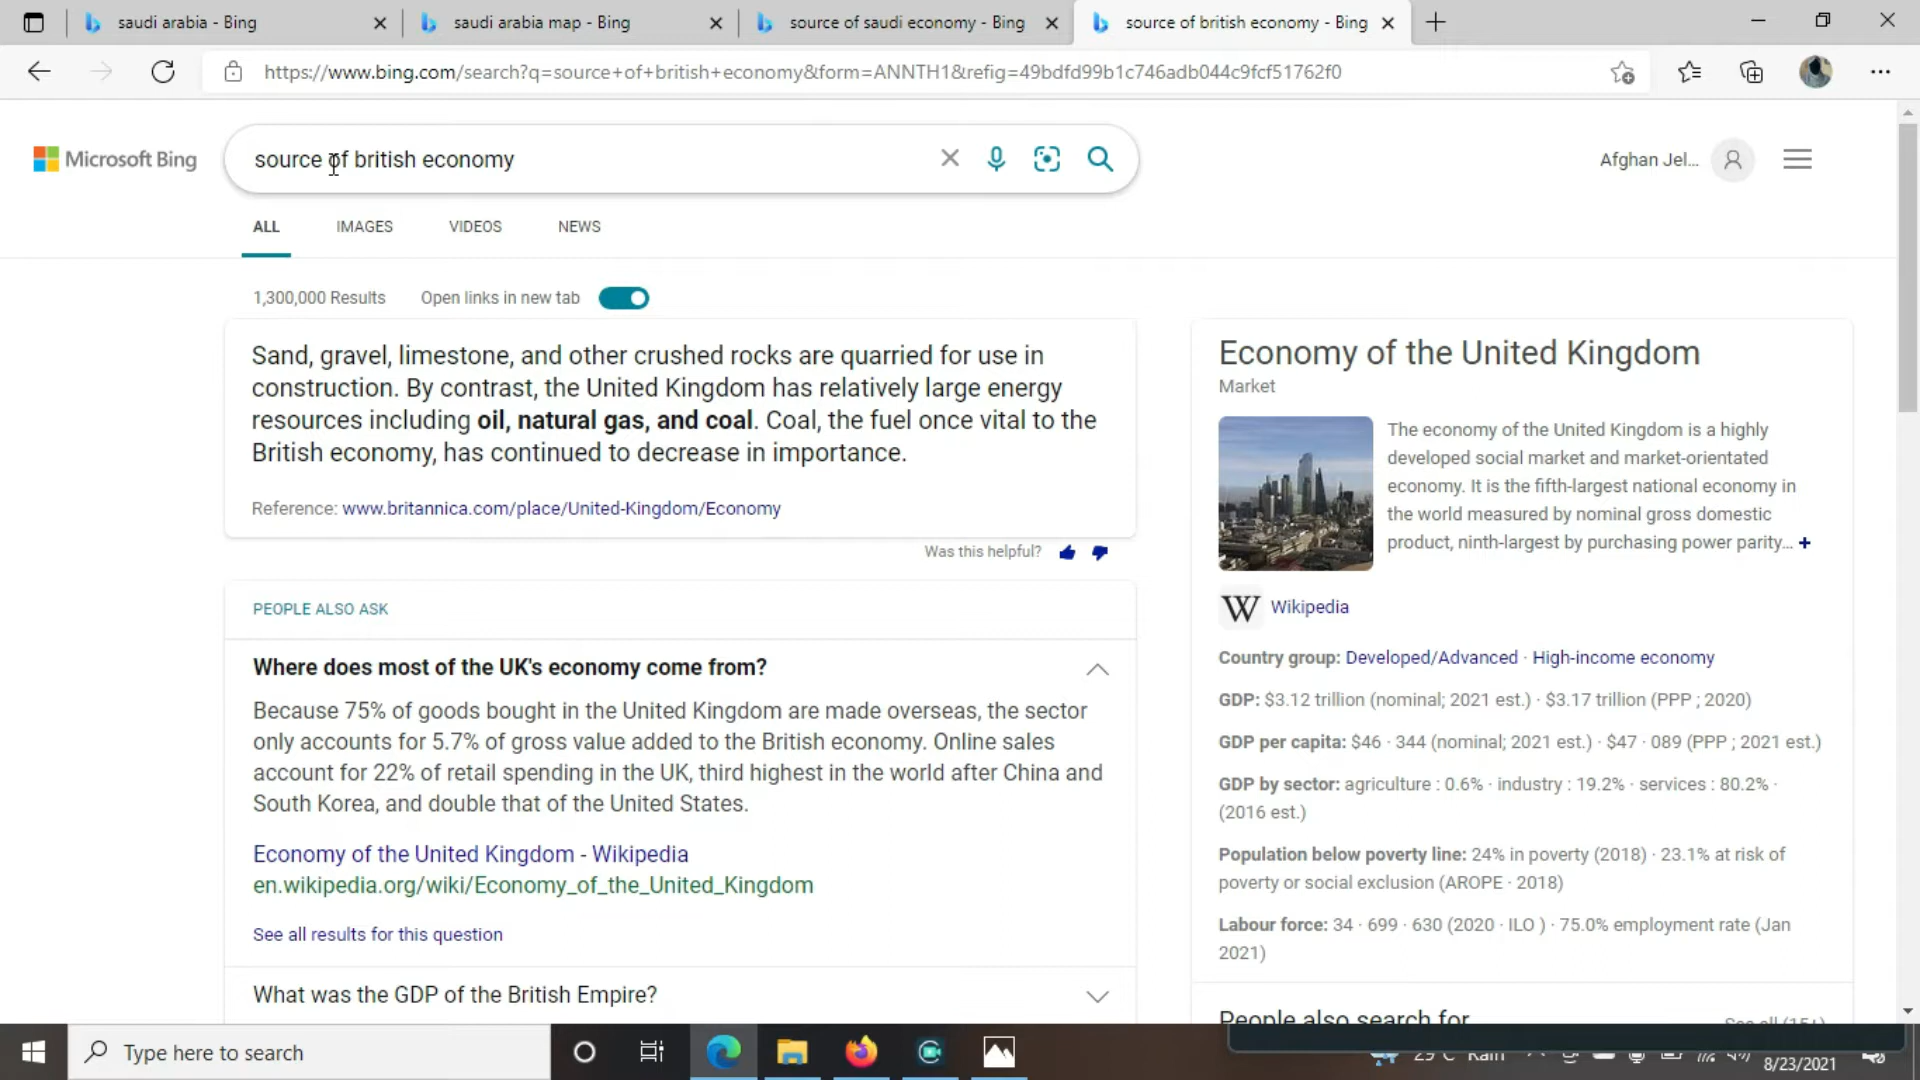 saudi arabia - Bing
saudi arabia map - Bing
source of saudi economy - Bing
source of british economy - Bing
https://www.bing.com/search?q=source+of+british+economy&form=ANNTH1&refig=49bdfd99b1c746adb044c9fcf51762f0
Microsoft Bing
source of british economy
Afghan Jel...
ALL
IMAGES
VIDEOS
NEWS
1,300,000 Results
Open links in new tab
Sand, gravel, limestone, and other crushed rocks are quarried for use in
construction. By contrast, the United Kingdom has relatively large energy
resources including oil, natural gas, and coal. Coal, the fuel once vital to the
British economy, has continued to decrease in importance.
Reference: www.britannica.com/place/United-Kingdom/Economy
Was this helpful?
PEOPLE ALSO ASK
Where does most of the UK's economy come from?
Because 75% of goods bought in the United Kingdom are made overseas, the sector
only accounts for 5.7% of gross value added to the British economy. Online sales
account for 22% of retail spending in the UK, third highest in the world after China and
South Korea, and double that of the United States.
Economy of the United Kingdom - Wikipedia
en.wikipedia.org/wiki/Economy_of_the_United_Kingdom
See all results for this question
What was the GDP of the British Empire?
Economy of the United Kingdom
Market
The economy of the United Kingdom is a highly
developed social market and market-orientated
economy. It is the fifth-largest national economy in
the world measured by nominal gross domestic
product, ninth-largest by purchasing power parity... +
W Wikipedia
Country group: Developed/Advanced · High-income economy
GDP: $3.12 trillion (nominal; 2021 est.) · $3.17 trillion (PPP ; 2020)
GDP per capita: $46 · 344 (nominal; 2021 est.) · $47 · 089 (PPP ; 2021 est.)
GDP by sector: agriculture : 0.6% · industry : 19.2% · services : 80.2% ·
(2016 est.)
Population below poverty line: 24% in poverty (2018) · 23.1% at risk of
poverty or social exclusion (AROPE · 2018)
Labour force: 34 · 699 · 630 (2020 · ILO ) · 75.0% employment rate (Jan
2021)
People also search for
See all (15+)
Type here to search
29°C Rain
8/23/2021